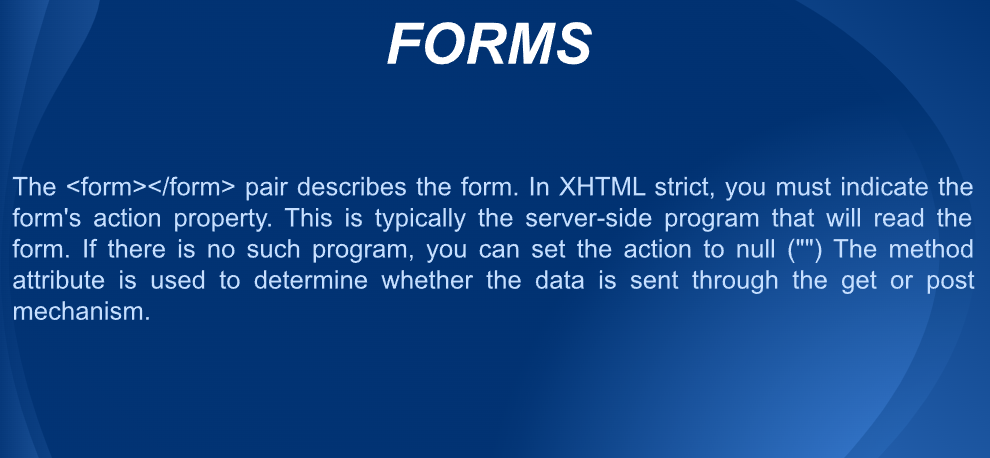 FORMS
The <form></form> pair describes the form. In XHTML strict, you must indicate the
form's action property. This is typically the server-side program that will read the
form. If there is no such program, you can set the action to null ("") The method
attribute is used to determine whether the data is sent through the get or post
mechanism.